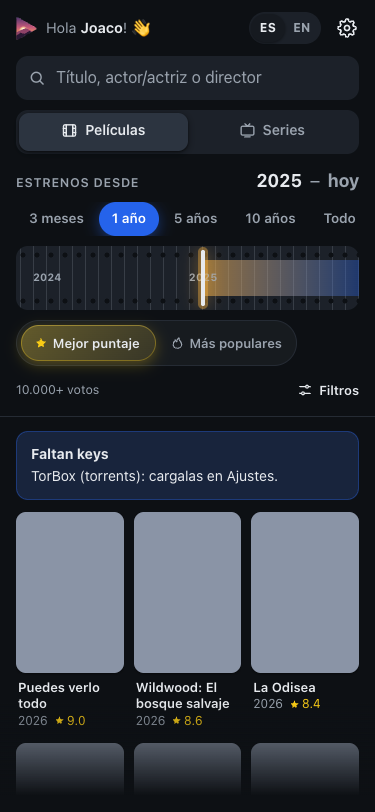 Hola Joaco! 👋
ES EN
Título, actor/actriz o director
Películas
Series
ESTRENOS DESDE
2025 – hoy
3 meses
1 año
5 años
10 años
Todo
2024
2025
Mejor puntaje
Más populares
10.000+ votos
Filtros
Faltan keys
TorBox (torrents): cargalas en Ajustes.
Puedes verlo
todo
2026 ★ 9.0
Wildwood: El
bosque salvaje
2026 ★ 8.6
La Odisea
2026 ★ 8.4